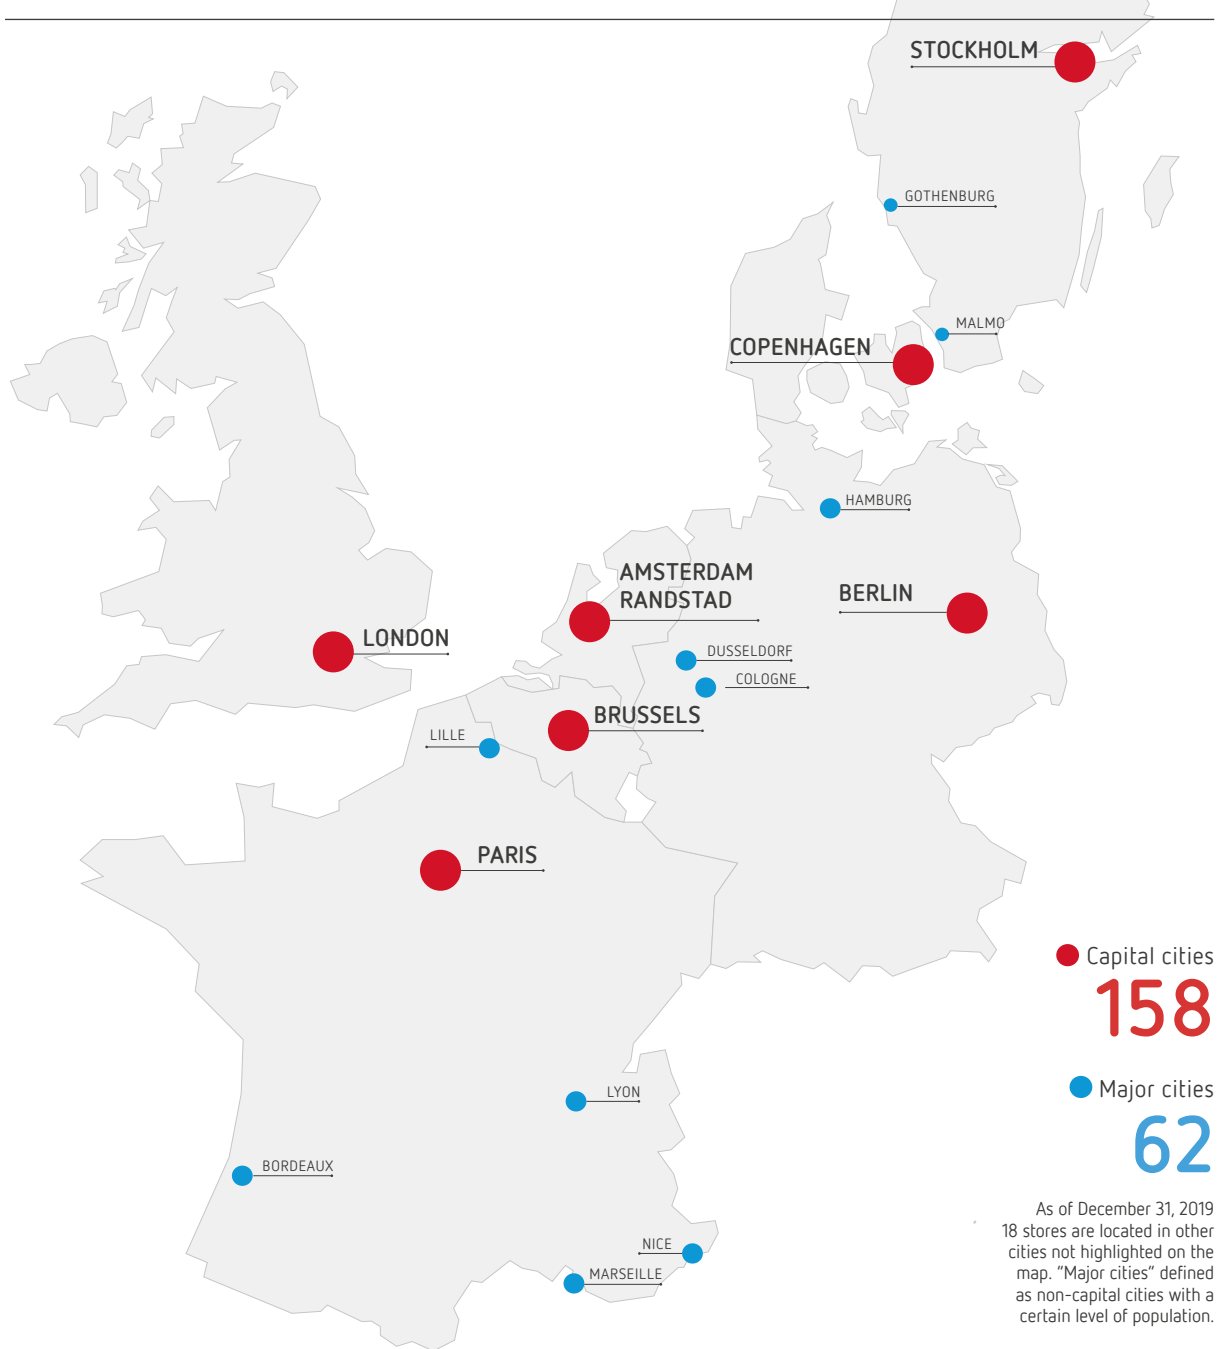 STOCKHOLM
GOTHENBURG
MALMO
COPENHAGEN
HAMBURG
AMSTERDAM
RANDSTAD
BERLIN
LONDON
DUSSELDORF
COLOGNE
BRUSSELS
LILLE
PARIS
Capital cities
158
Major cities
62
LYON
BORDEAUX
NICE
MARSEILLE
As of December 31, 2019
18 stores are located in other
cities not highlighted on the
map. “Major cities” defined
as non-capital cities with a
certain level of population.